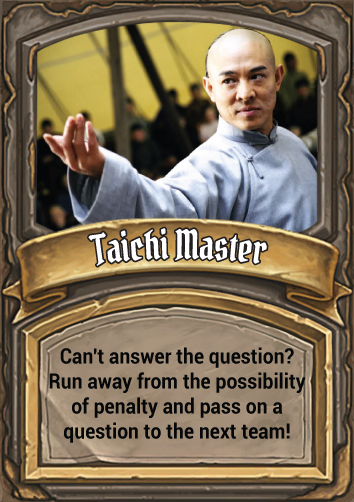 Taichi Master
Can't answer the question?
Run away from the possibility
of penalty and pass on a
question to the next team!